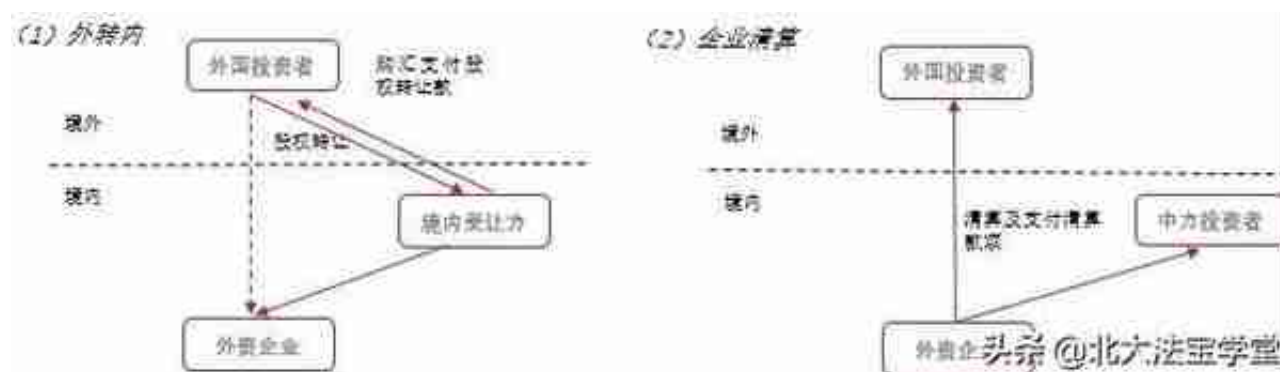 (1) 外转内
外国投资者
购汇支付股
权转让款
境外
股权转让
境内
境内受让方
外资企业
(2) 企业清算
外国投资者
境外
境内
清算及支付清算
款项
中方投资者
外资企
头条 @北大法宝学堂